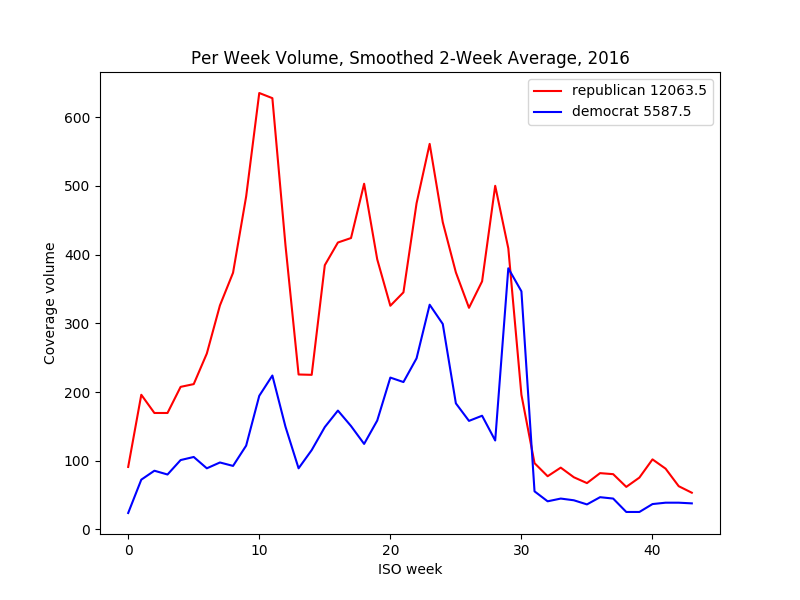 Per Week Volume, Smoothed 2-Week Average, 2016
republican 12063.5
democrat 5587.5
Coverage volume
600
500
400
300
200
100
0
0 10 20 30 40
ISO week